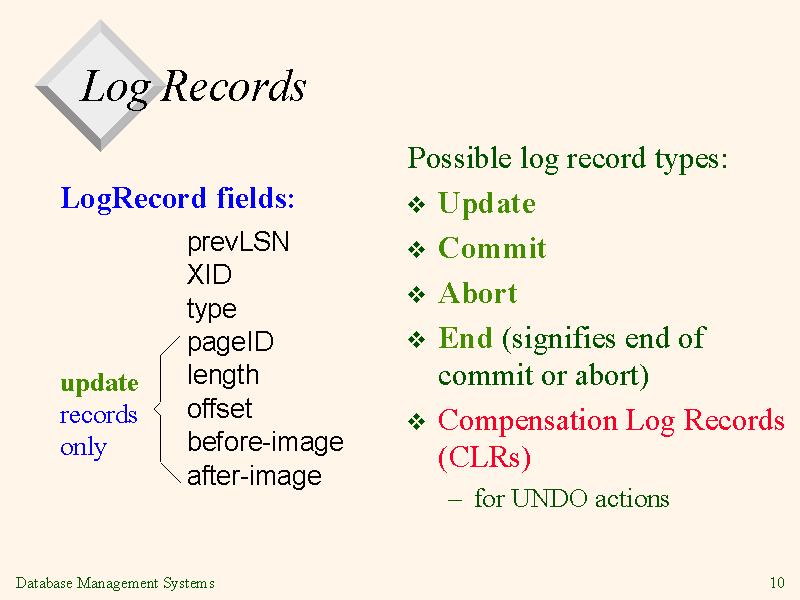 Log Records
LogRecord fields:
prevLSN
XID
type
pageID
length
offset
before-image
after-image
update
records
only
Possible log record types:
❖ Update
❖ Commit
❖ Abort
❖ End (signifies end of
commit or abort)
❖ Compensation Log Records
(CLRs)
– for UNDO actions
Database Management Systems
10